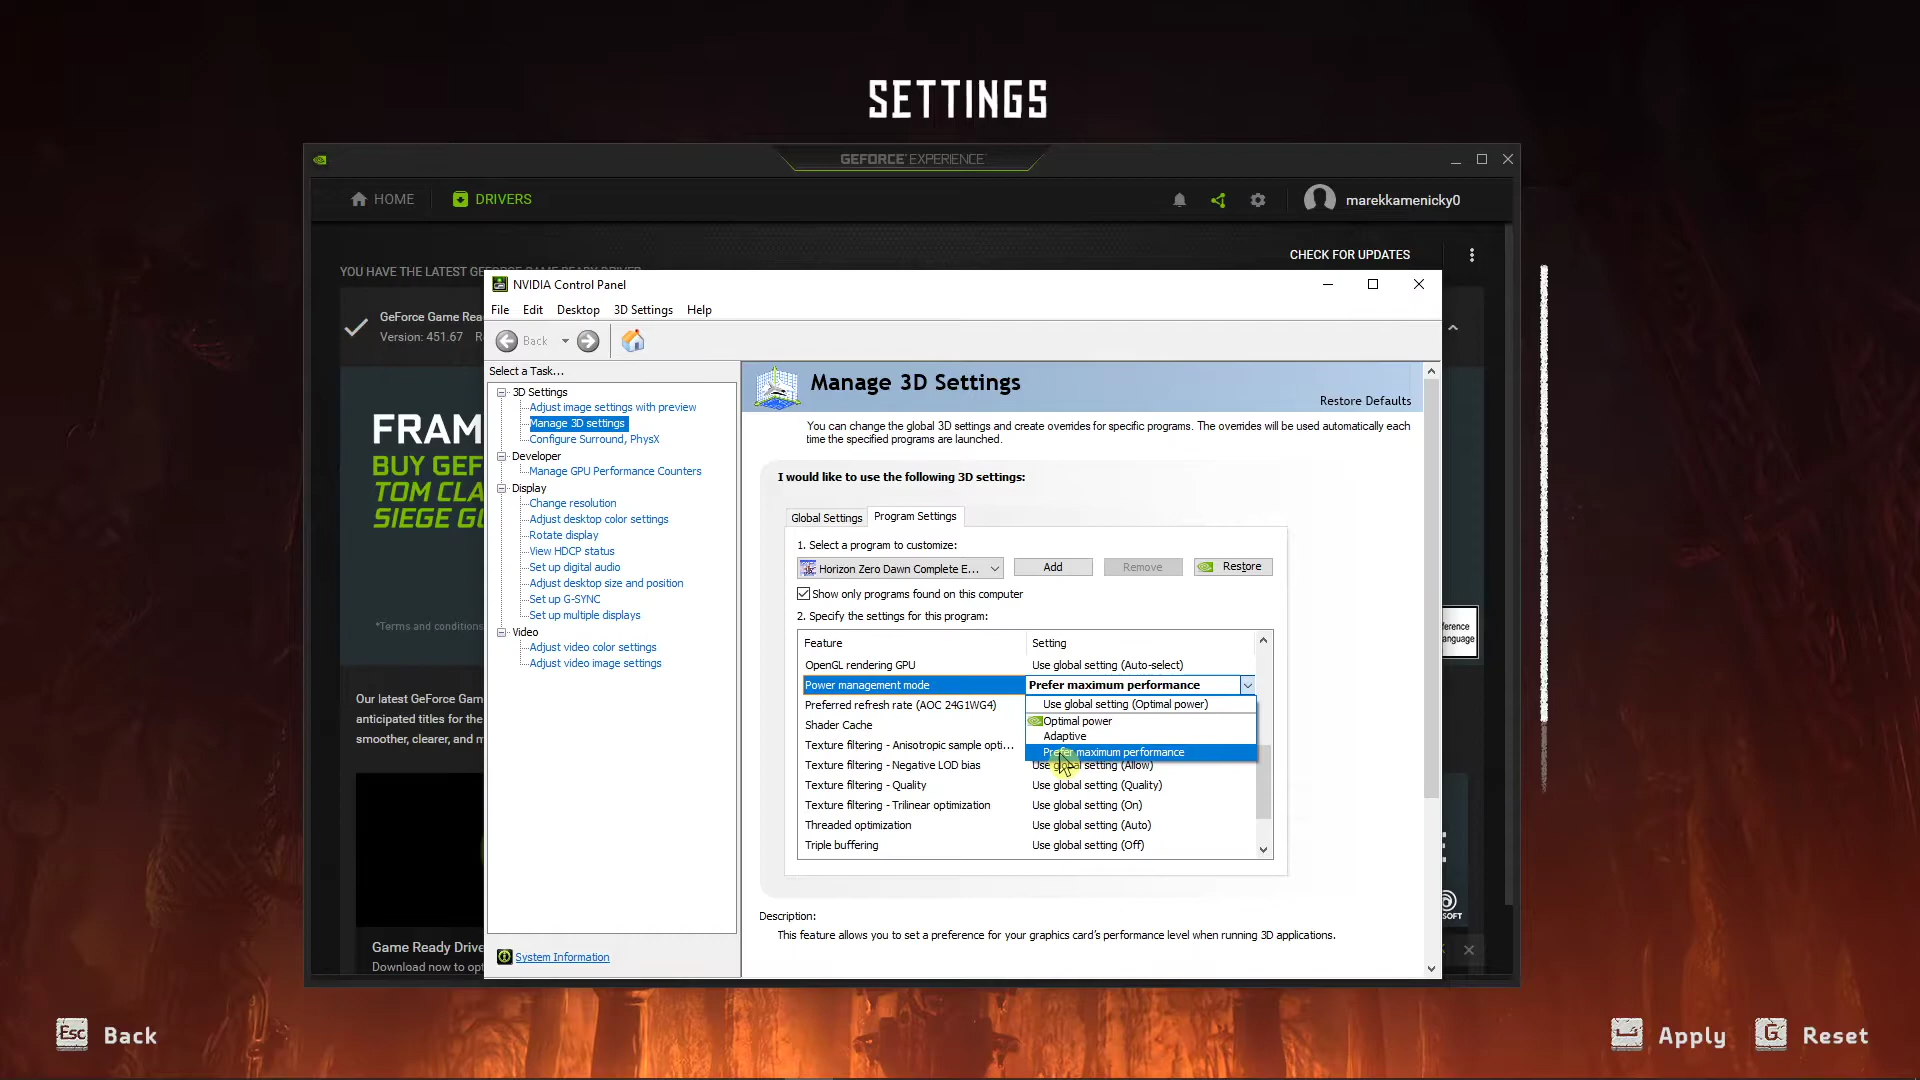 SETTINGS
GEFORCE EXPERIENCE
HOME
DRIVERS
marekkamenicky0
CHECK FOR UPDATES
YOU HAVE THE LATEST GEFORCE GAME READY DRIVER
GeForce Game Rea
Version: 451.67 R
FRAM
BUY GEF
TOM CLA
SIEGE GO
*Terms and conditions
Our latest GeForce Gam
anticipated titles for the
smoother, clearer, and m
Game Ready Drive
Download now to opt
erence
anguage
SOFT
NVIDIA Control Panel
File Edit Desktop 3D Settings Help
Back
Select a Task...
3D Settings
Adjust image settings with preview
Manage 3D settings
Configure Surround, PhysX
Developer
Manage GPU Performance Counters
Display
Change resolution
Adjust desktop color settings
Rotate display
View HDCP status
Set up digital audio
Adjust desktop size and position
Set up G-SYNC
Set up multiple displays
Video
Adjust video color settings
Adjust video image settings
System Information
Manage 3D Settings
Restore Defaults
You can change the global 3D settings and create overrides for specific programs. The overrides will be used automatically each
time the specified programs are launched.
I would like to use the following 3D settings:
Global Settings Program Settings
1. Select a program to customize:
Horizon Zero Dawn Complete E... Add Remove Restore
Show only programs found on this computer
2. Specify the settings for this program:
Feature Setting
OpenGL rendering GPU Use global setting (Auto-select)
Power management mode Prefer maximum performance
Use global setting (Optimal power)
Optimal power
Adaptive
Prefer maximum performance
Preferred refresh rate (AOC 24G1WG4)
Shader Cache
Texture filtering - Anisotropic sample opti...
Texture filtering - Negative LOD bias Use global setting (Allow)
Texture filtering - Quality Use global setting (Quality)
Texture filtering - Trilinear optimization Use global setting (On)
Threaded optimization Use global setting (Auto)
Triple buffering Use global setting (Off)
Description:
This feature allows you to set a preference for your graphics card's performance level when running 3D applications.
Esc Back
Apply G Reset